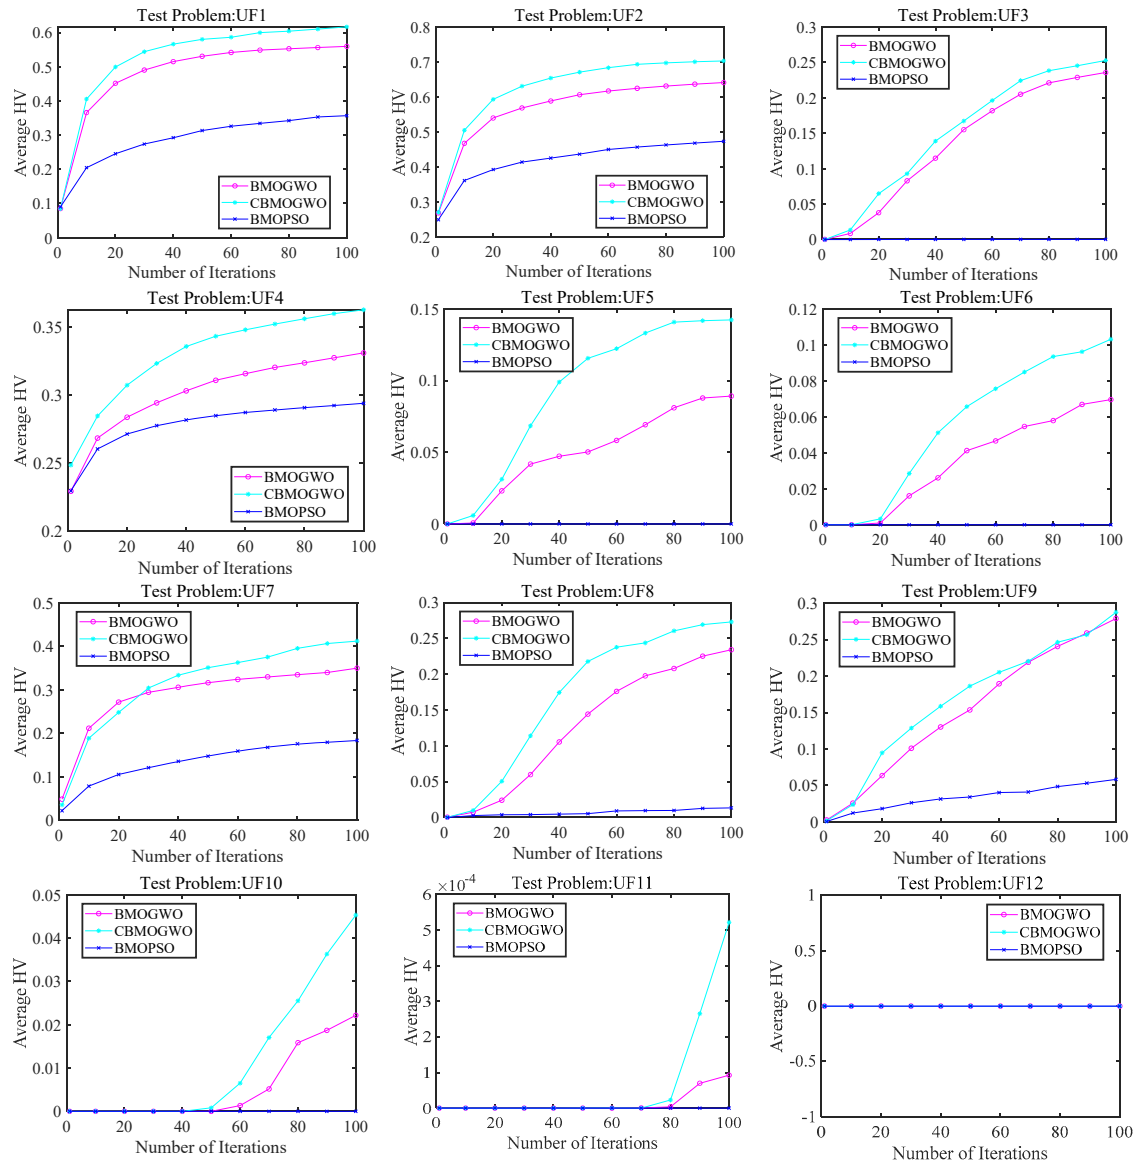 Test Problem:UF1
0.6
0.5
0.4
0.3
0.2
0.1
0
Average HV
BMOGWO
CBMOGWO
BMOPSO
0 20 40 60 80 100
Number of Iterations
Test Problem:UF2
0.8
0.7
0.6
0.5
0.4
0.3
0.2
Average HV
BMOGWO
CBMOGWO
BMOPSO
0 20 40 60 80 100
Number of Iterations
Test Problem:UF3
0.3
0.25
0.2
0.15
0.1
0.05
0
Average HV
BMOGWO
CBMOGWO
BMOPSO
0 20 40 60 80 100
Number of Iterations
Test Problem:UF4
0.35
0.3
0.25
0.2
Average HV
BMOGWO
CBMOGWO
BMOPSO
0 20 40 60 80 100
Number of Iterations
Test Problem:UF5
0.15
0.1
0.05
0
Average HV
BMOGWO
CBMOGWO
BMOPSO
0 20 40 60 80 100
Number of Iterations
Test Problem:UF6
0.12
0.1
0.08
0.06
0.04
0.02
0
Average HV
BMOGWO
CBMOGWO
BMOPSO
0 20 40 60 80 100
Number of Iterations
Test Problem:UF7
0.5
0.4
0.3
0.2
0.1
0
Average HV
BMOGWO
CBMOGWO
BMOPSO
0 20 40 60 80 100
Number of Iterations
Test Problem:UF8
0.3
0.25
0.2
0.15
0.1
0.05
0
Average HV
BMOGWO
CBMOGWO
BMOPSO
0 20 40 60 80 100
Number of Iterations
Test Problem:UF9
0.3
0.25
0.2
0.15
0.1
0.05
0
Average HV
BMOGWO
CBMOGWO
BMOPSO
0 20 40 60 80 100
Number of Iterations
Test Problem:UF10
0.05
0.04
0.03
0.02
0.01
0
Average HV
BMOGWO
CBMOGWO
BMOPSO
0 20 40 60 80 100
Number of Iterations
Test Problem:UF11
×10⁻⁴
6
5
4
3
2
1
0
Average HV
BMOGWO
CBMOGWO
BMOPSO
0 20 40 60 80 100
Number of Iterations
Test Problem:UF12
1
0.5
0
-0.5
-1
Average HV
BMOGWO
CBMOGWO
BMOPSO
0 20 40 60 80 100
Number of Iterations